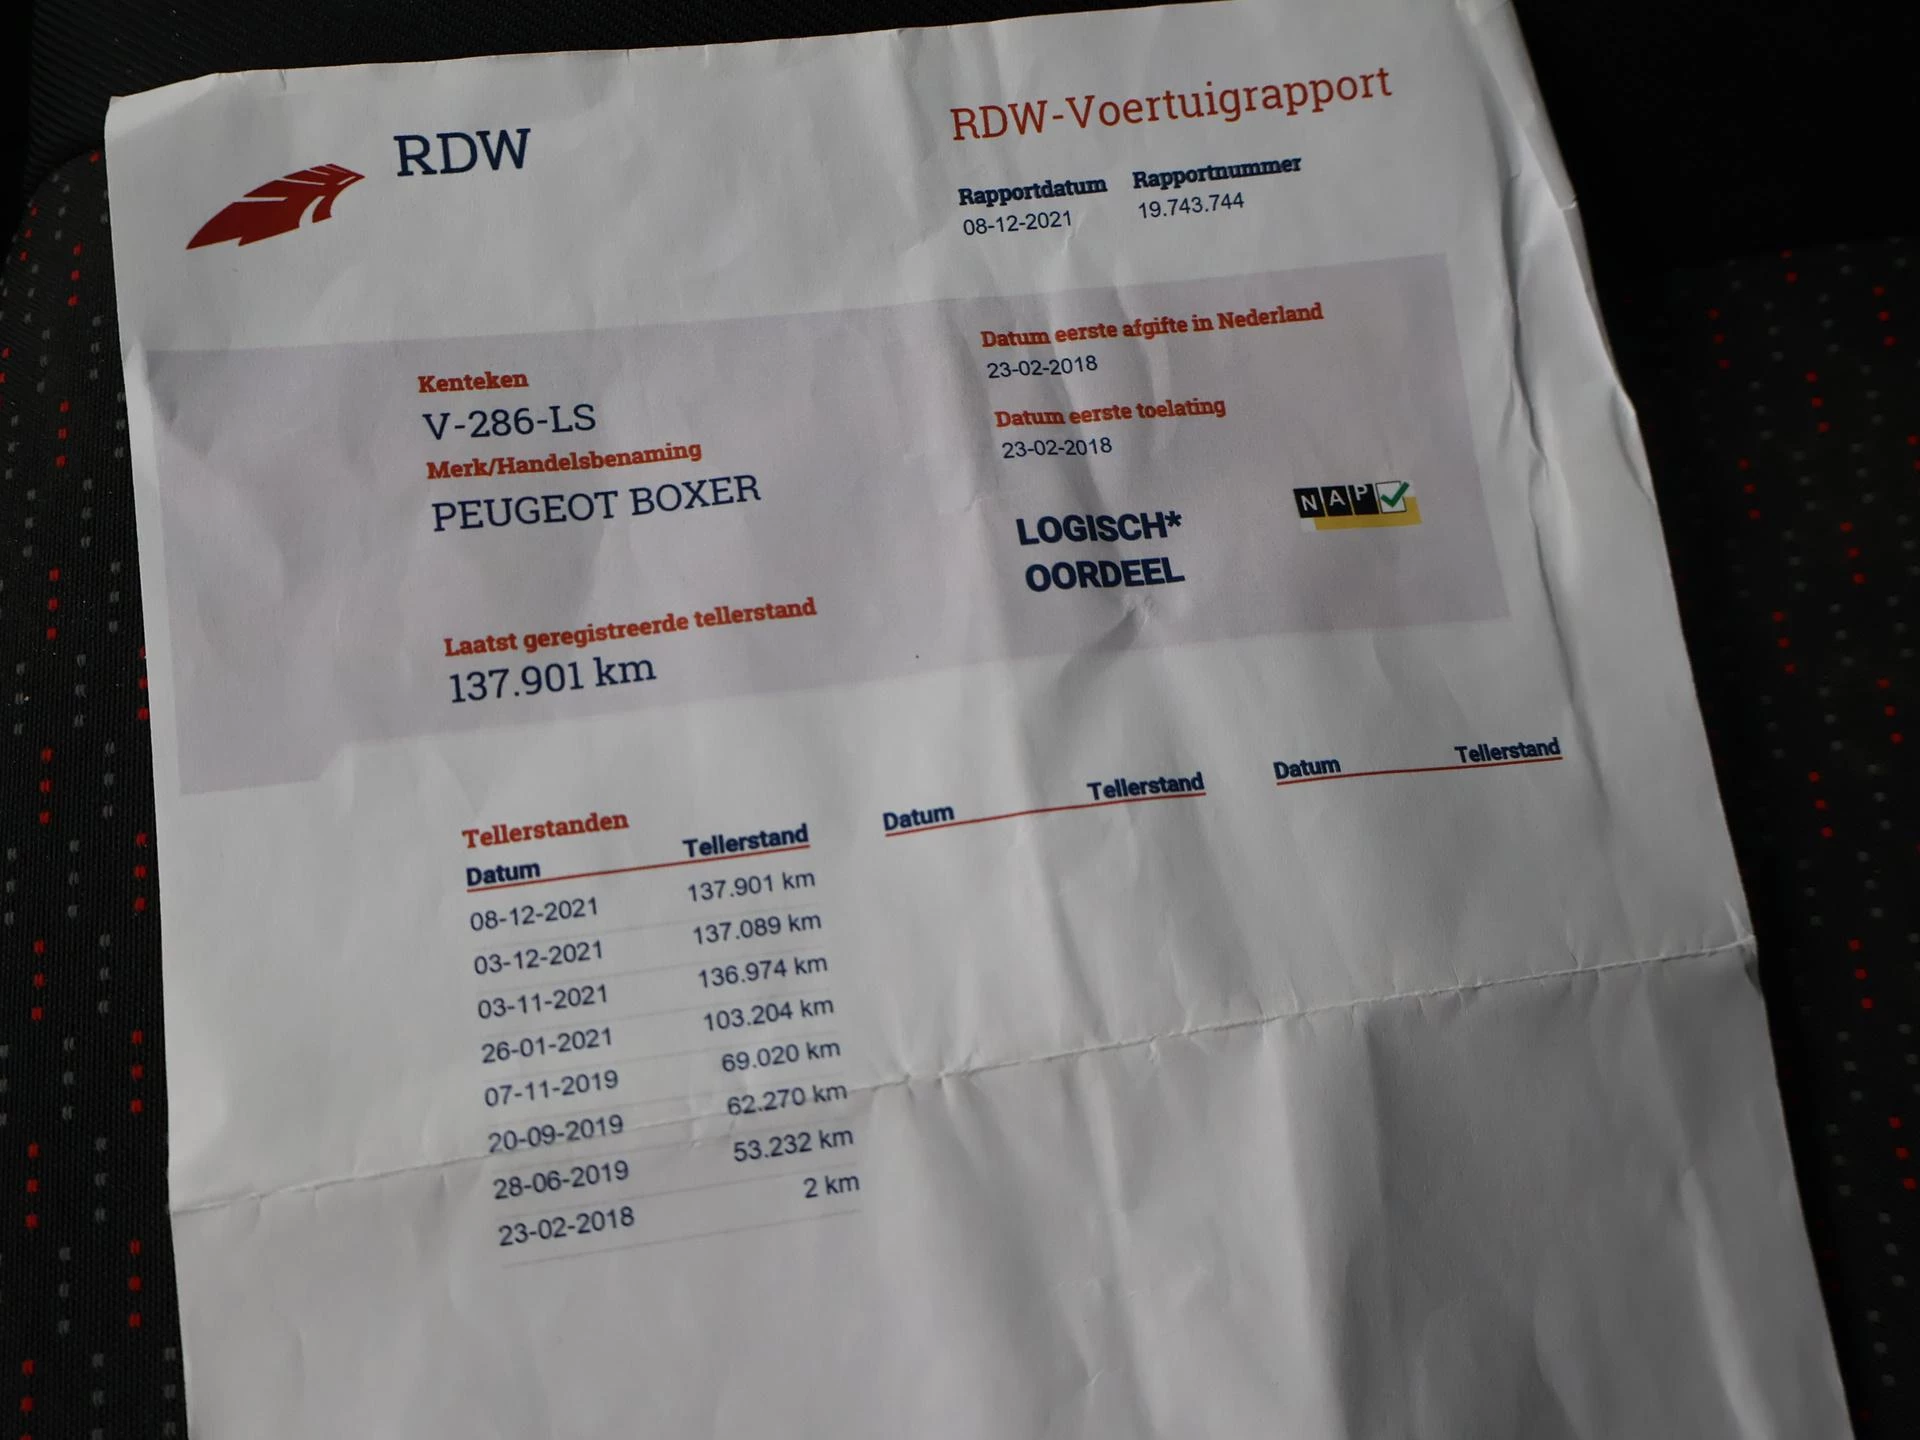 RDW
RDW-Voertuigrapport
Rapportdatum Rapportnummer
08-12-2021 19.743.744
Kenteken
V-286-LS
Merk/Handelsbenaming
PEUGEOT BOXER
Datum eerste afgifte in Nederland
23-02-2018
Datum eerste toelating
23-02-2018
LOGISCH*
OORDEEL
NAP
Laatst geregistreerde tellerstand
137.901 km
Tellerstanden
Datum Tellerstand Datum Tellerstand Datum Tellerstand
08-12-2021 137.901 km
03-12-2021 137.089 km
03-11-2021 136.974 km
26-01-2021 103.204 km
07-11-2019 69.020 km
20-09-2019 62.270 km
28-06-2019 53.232 km
23-02-2018 2 km